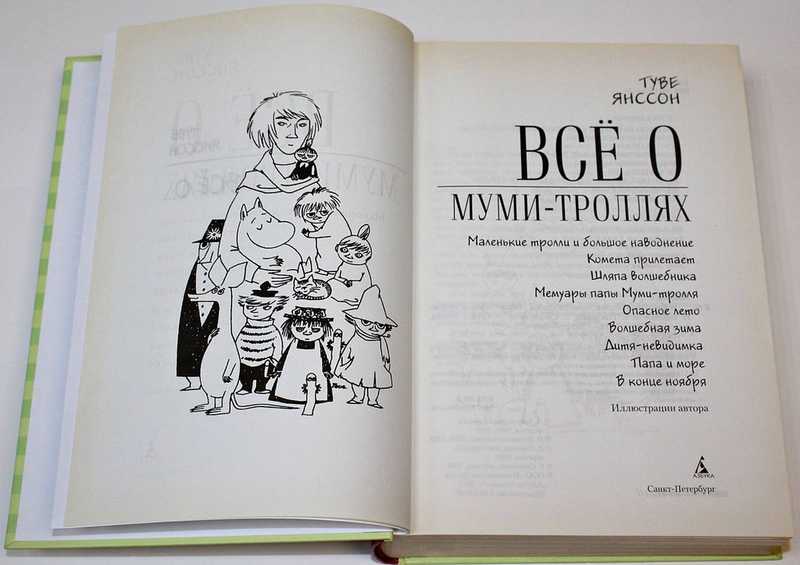 ТУВЕ
ЯНССОН
ВСЁ О
МУМИ-ТРОЛЛЯХ
Маленькие тролли и большое наводнение
Комета прилетает
Шляпа Волшебника
Мемуары папы Муми-тролля
Опасное лето
Волшебная зима
Дитя-невидимка
Папа и море
В конце ноября
Иллюстрации автора
АЗБУКА
Санкт-Петербург